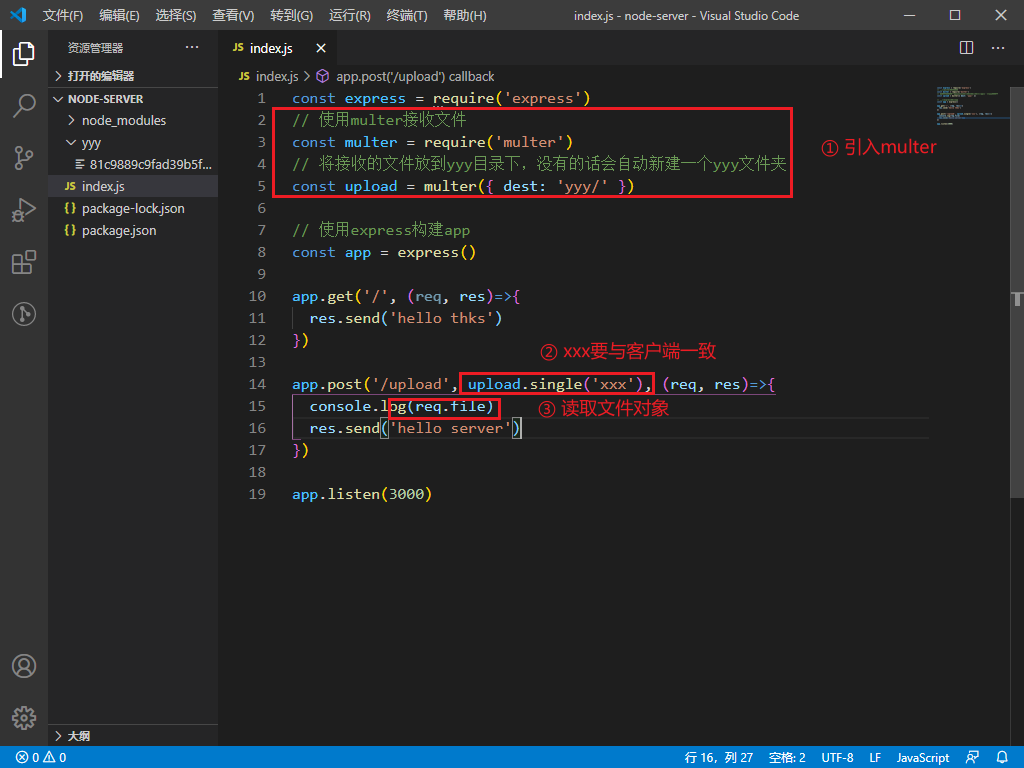 文件(F) 编辑(E) 选择(S) 查看(V) 转到(G) 运行(R) 终端(T) 帮助(H) index.js - node-server - Visual Studio Code
资源管理器 ···
JS index.js ×
打开的编辑器
JS index.js > app.post('/upload') callback
NODE-SERVER
node_modules
yyy
81c9889c9fad39b5f...
JS index.js
{} package-lock.json
{} package.json
大纲
1 const express = require('express')
2 // 使用multer接收文件
3 const multer = require('multer')
4 // 将接收的文件放到yyy目录下，没有的话会自动新建一个yyy文件夹
5 const upload = multer({ dest: 'yyy/' })
① 引入multer
6
7 // 使用express构建app
8 const app = express()
9
10 app.get('/', (req, res)=>{
11 res.send('hello thks')
12 })
13
② xxx要与客户端一致
14 app.post('/upload', upload.single('xxx'), (req, res)=>{
15 console.log(req.file)
③ 读取文件对象
16 res.send('hello server')
17 })
18
19 app.listen(3000)
0 0 行 16，列 27 空格: 2 UTF-8 LF JavaScript